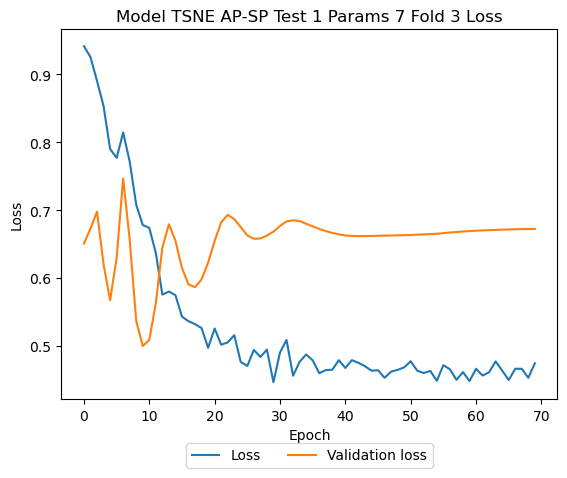 Model TSNE AP-SP Test 1 Params 7 Fold 3 Loss
0.9
0.8
0.7
0.6
0.5
Loss
0 10 20 30 40 50 60 70
Epoch
Loss Validation loss